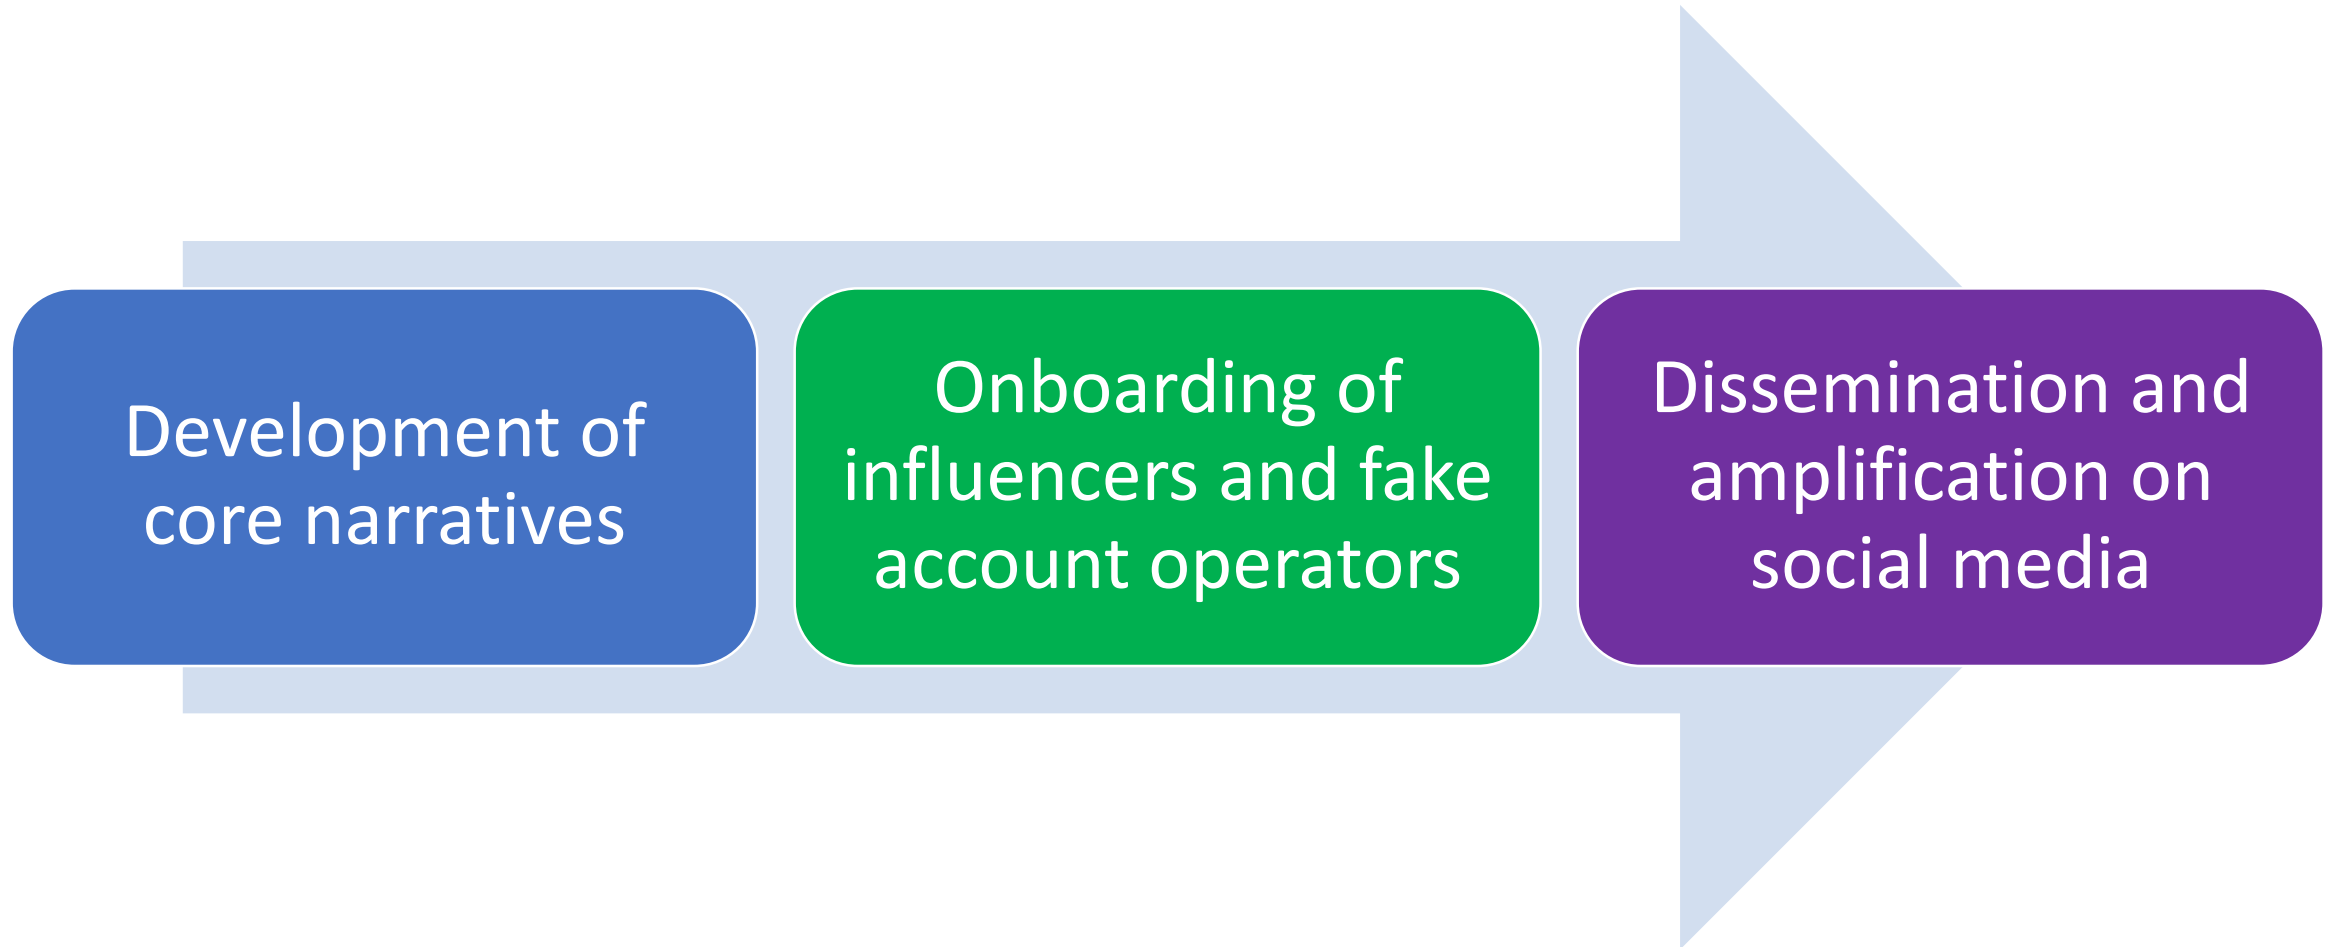 Development of
core narratives
Onboarding of
influencers and fake
account operators
Dissemination and
amplification on
social media